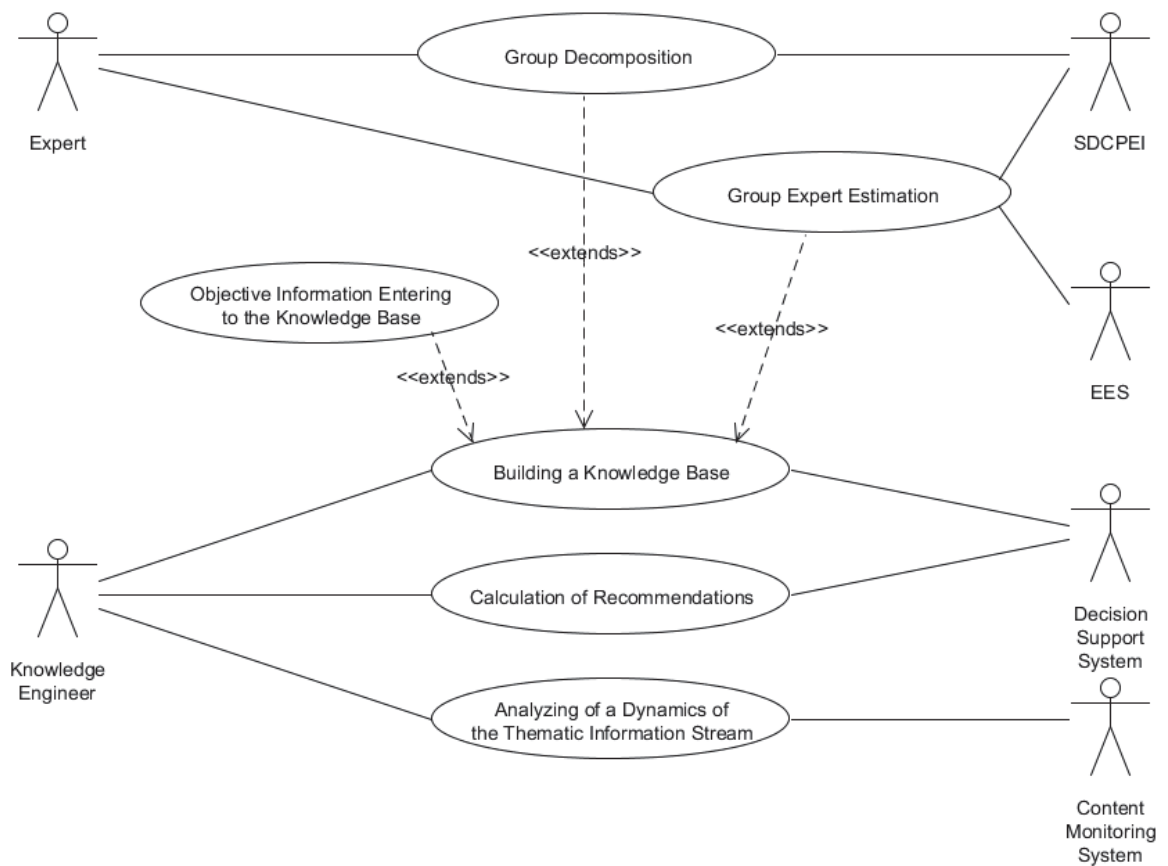 Group Decomposition
Expert
SDCPEI
Group Expert Estimation
<<extends>>
Objective Information Entering
to the Knowledge Base
<<extends>>
<<extends>>
EES
Building a Knowledge Base
Calculation of Recommendations
Decision
Support
System
Knowledge
Engineer
Analyzing of a Dynamics of
the Thematic Information Stream
Content
Monitoring
System